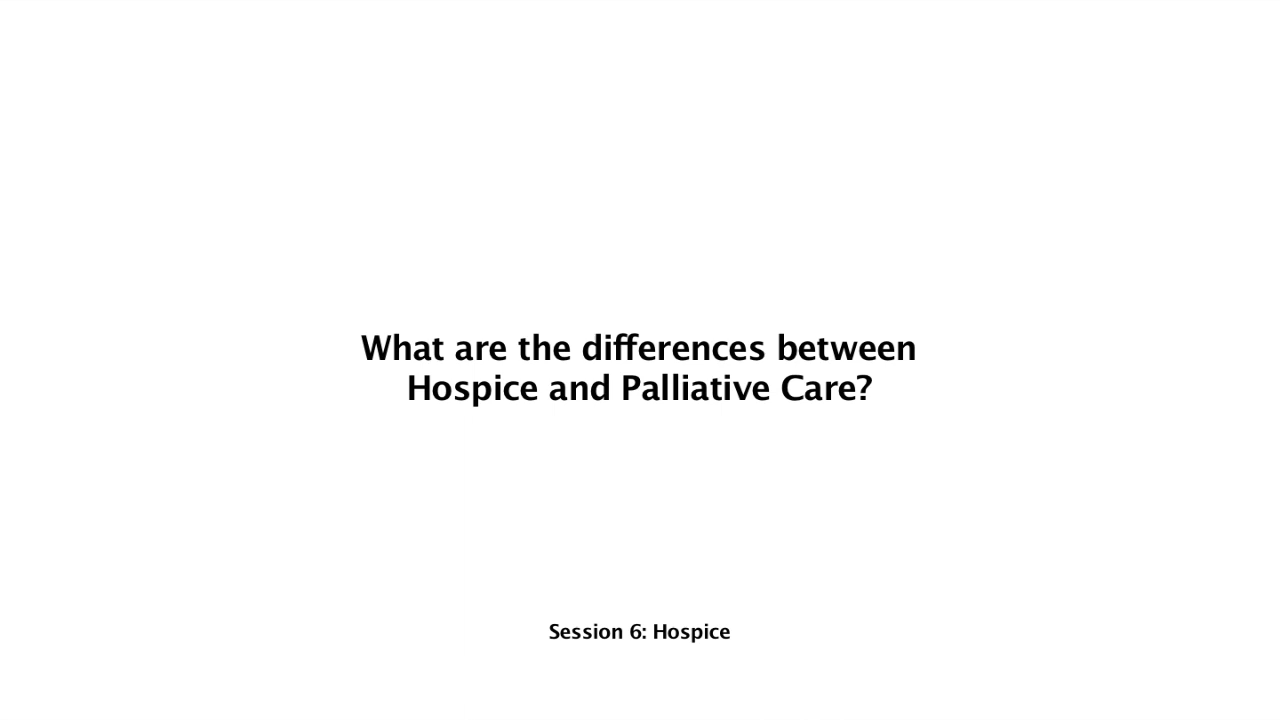 What are the differences between
Hospice and Palliative Care?
Session 6: Hospice